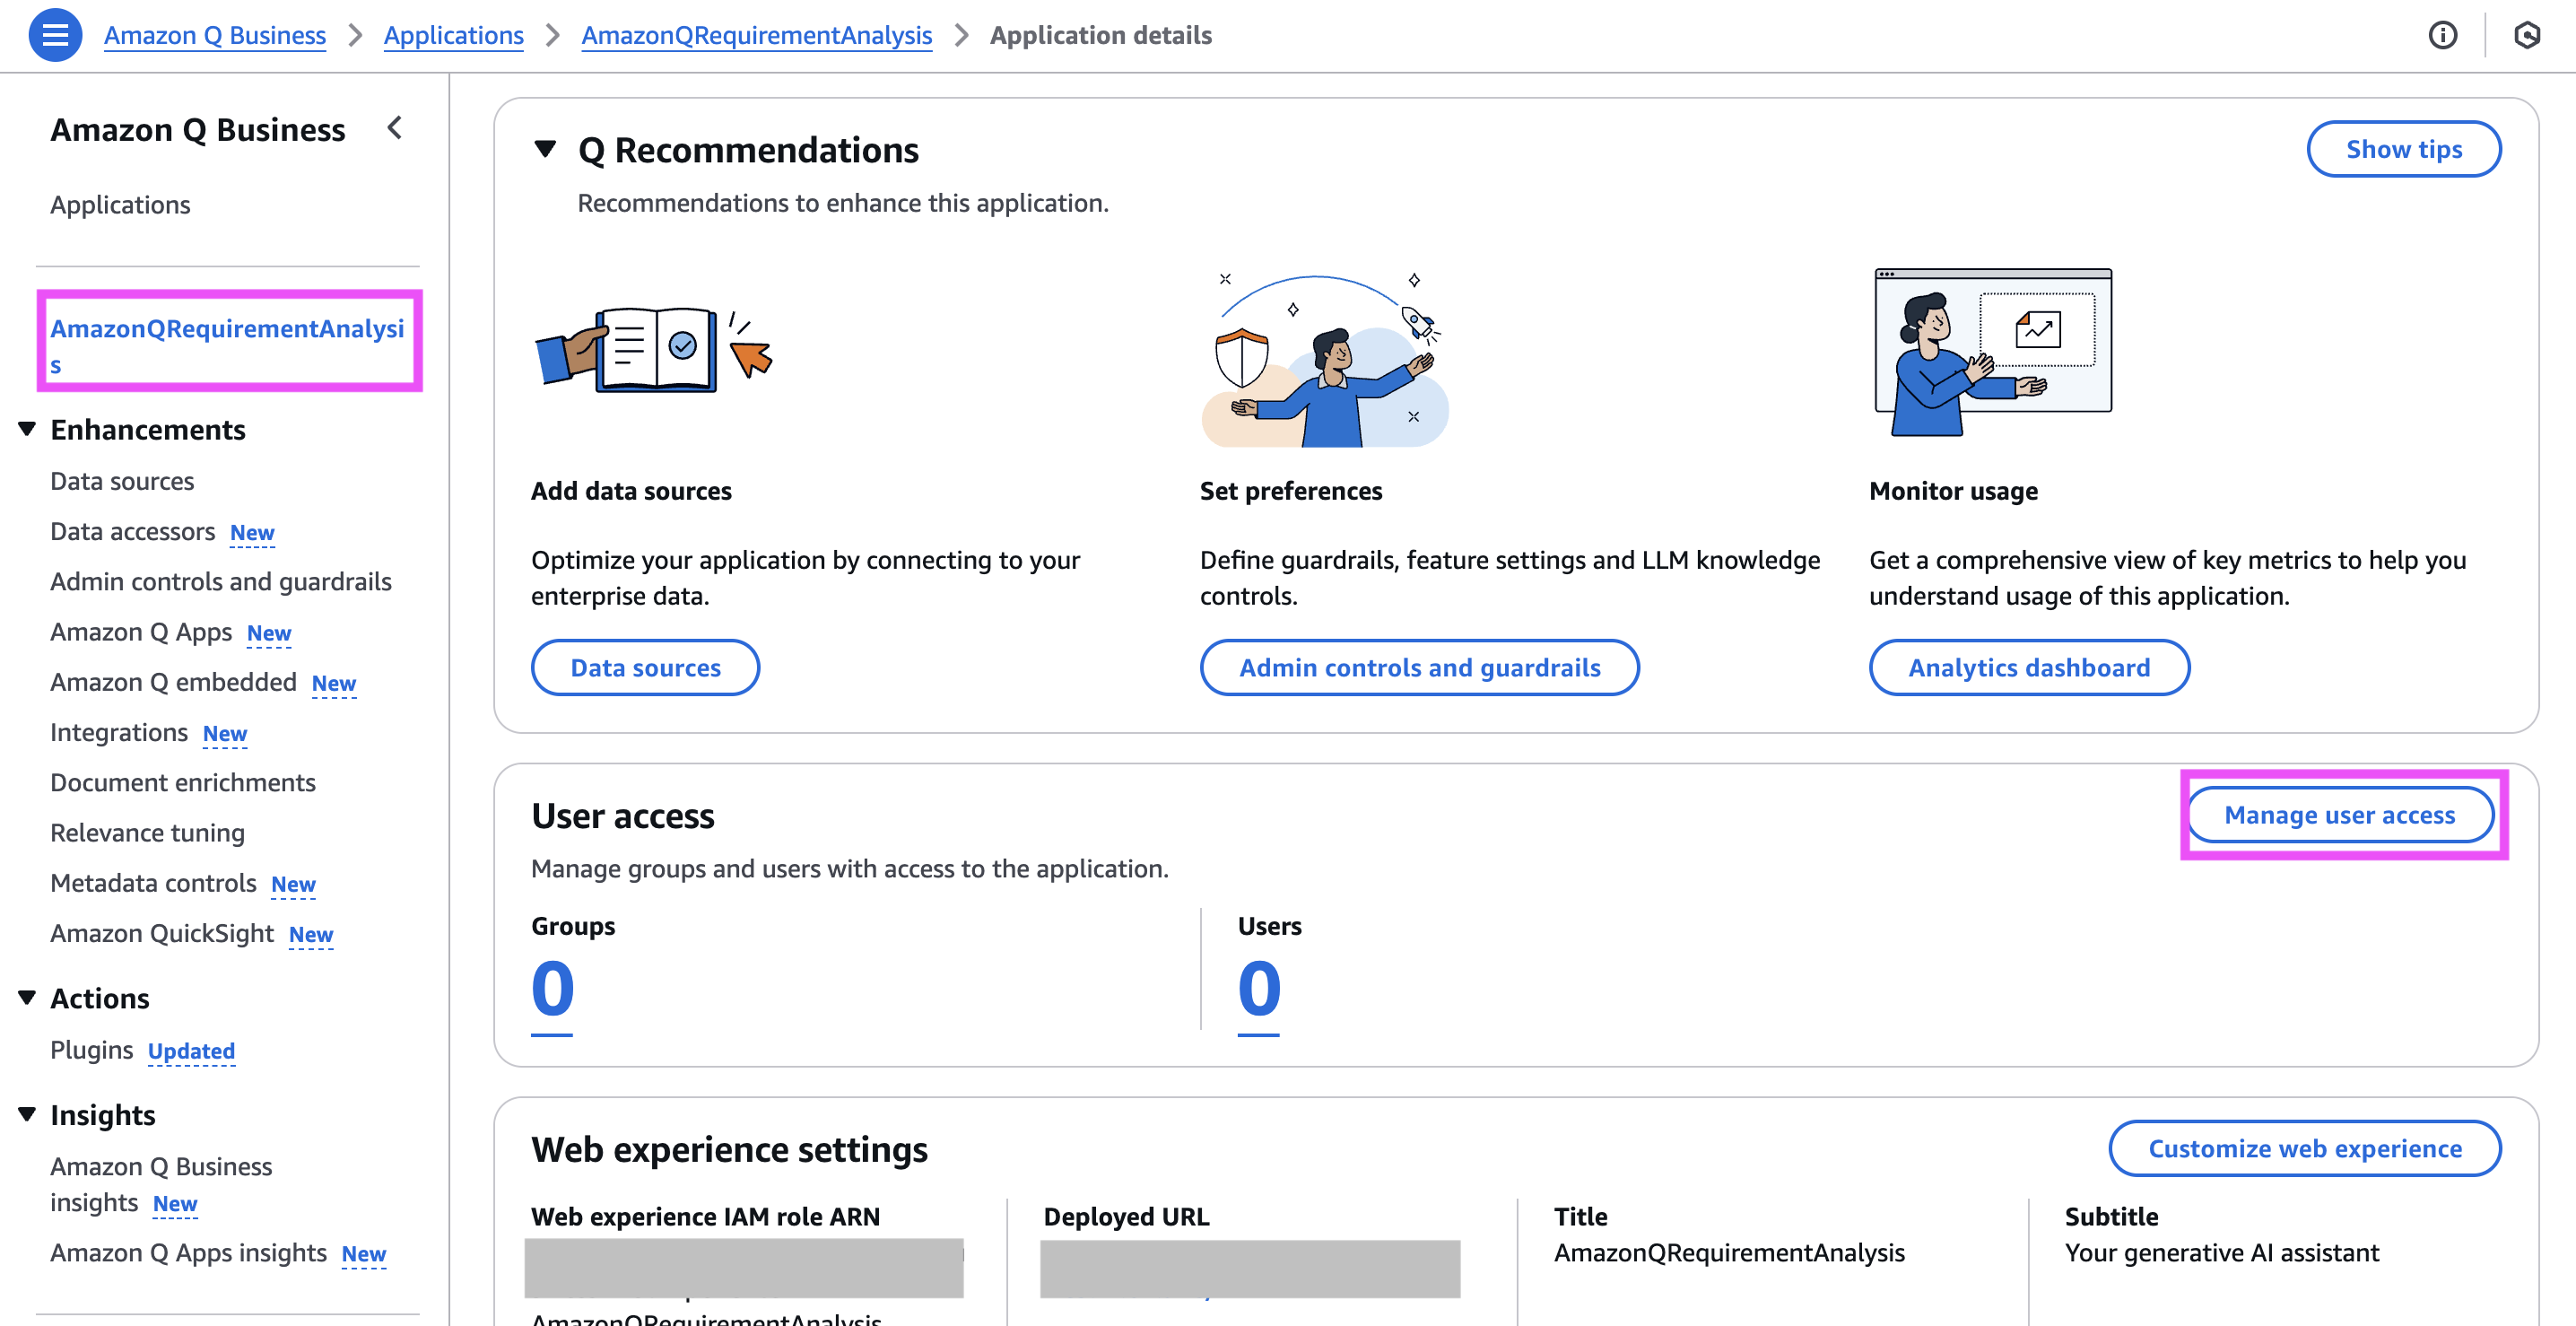 Amazon Q Business > Applications > AmazonQRequirementAnalysis > Application details
Amazon Q Business
Applications
AmazonQRequirementAnalysi
s
Enhancements
Data sources
Data accessors New
Admin controls and guardrails
Amazon Q Apps New
Amazon Q embedded New
Integrations New
Document enrichments
Relevance tuning
Metadata controls New
Amazon QuickSight New
Actions
Plugins Updated
Insights
Amazon Q Business
insights New
Amazon Q Apps insights New
Q Recommendations
Show tips
Recommendations to enhance this application.
Add data sources
Optimize your application by connecting to your
enterprise data.
Data sources
Set preferences
Define guardrails, feature settings and LLM knowledge
controls.
Admin controls and guardrails
Monitor usage
Get a comprehensive view of key metrics to help you
understand usage of this application.
Analytics dashboard
User access
Manage user access
Manage groups and users with access to the application.
Groups
0
Users
0
Web experience settings
Customize web experience
Web experience IAM role ARN
AmazonQRequirementAnalysis
Deployed URL
Title
AmazonQRequirementAnalysis
Subtitle
Your generative AI assistant